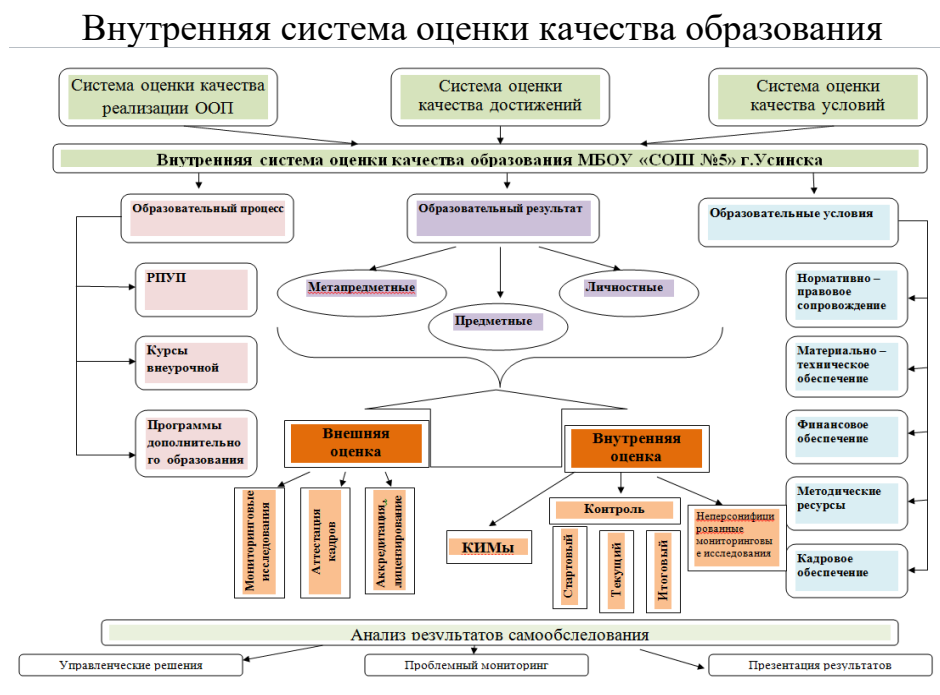 Внутренняя система оценки качества образования
Система оценки качества
реализации ООП
Система оценки
качества достижений
Система оценки
качества условий
Внутренняя система оценки качества образования МБОУ «СОШ №5» г.Усинска
Образовательный процесс
Образовательный результат
Образовательные условия
РПУП
Курсы
внеурочной
Программы
дополнительно
го образования
Метапредметные
Предметные
Личностные
Нормативно –
правовое
сопровождение
Материально –
техническое
обеспечение
Финансовое
обеспечение
Методические
ресурсы
Кадровое
обеспечение
Внешняя
оценка
Внутренняя
оценка
Мониторинговые
исследования
Аттестация
кадров
Аккредитация,
лицензирование
КИМы
Контроль
Стартовый
Текущий
Итоговый
Неперсонифици
рованные
мониторинговы
е исследования
Анализ результатов самообследования
Управленческие решения
Проблемный мониторинг
Презентация результатов